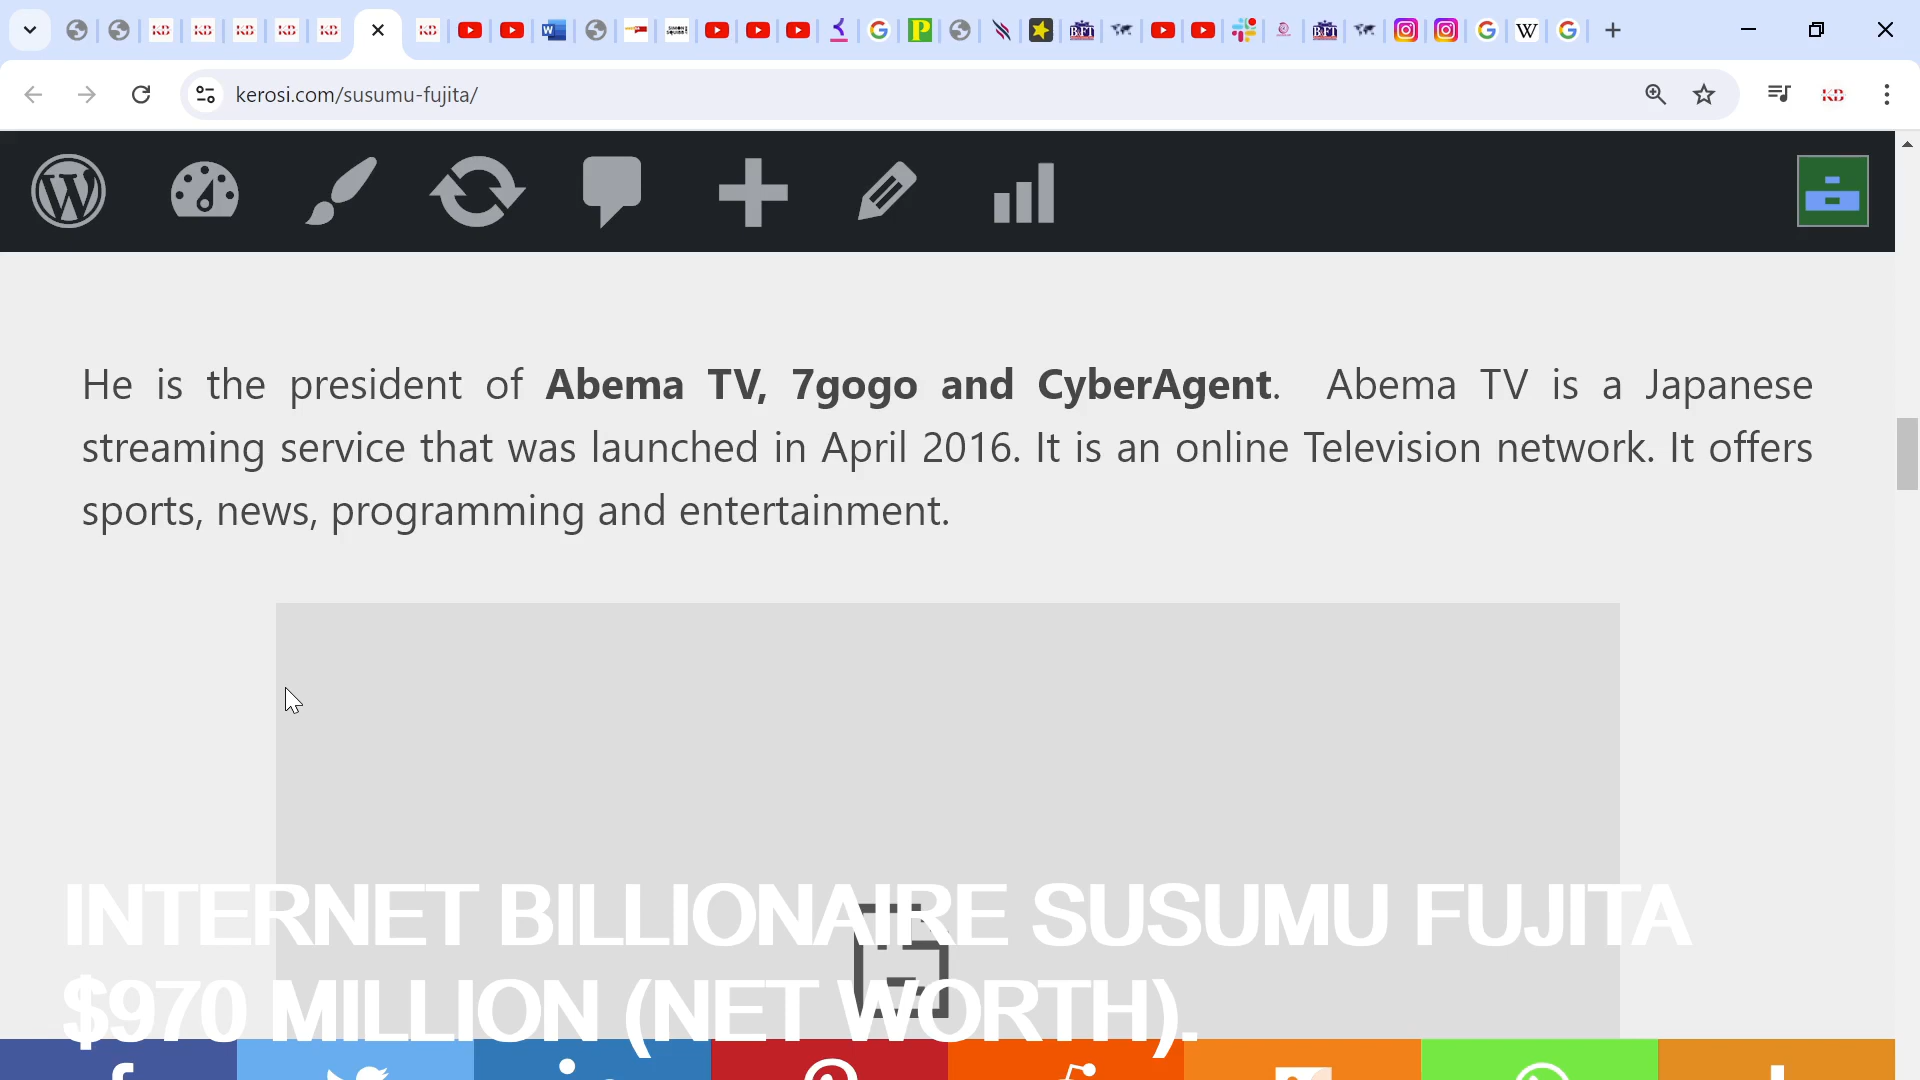 kerosi.com/susumu-fujita/
He is the president of Abema TV, 7gogo and CyberAgent. Abema TV is a Japanese
streaming service that was launched in April 2016. It is an online Television network. It offers
sports, news, programming and entertainment.
INTERNET BILLIONAIRE SUSUMU FUJITA
$970 MILLION (NET WORTH).